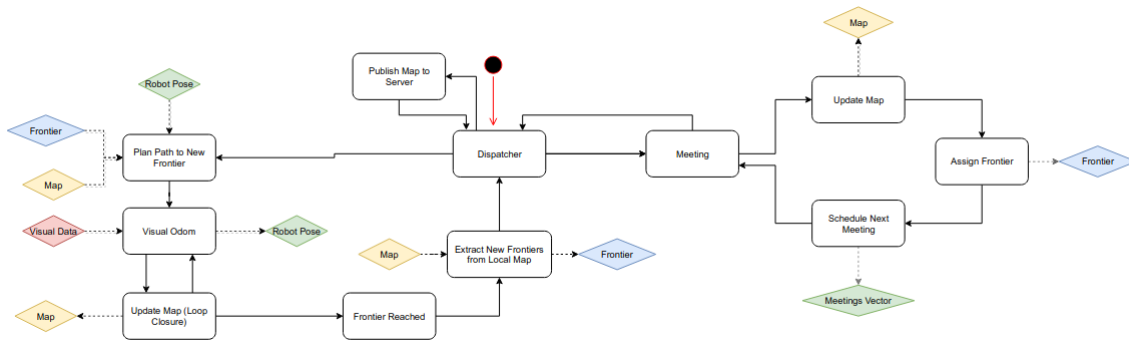 Map
Publish Map to
Server
Robot Pose
Update Map
Frontier
Plan Path to New
Frontier
Dispatcher
Meeting
Assign Frontier
Frontier
Map
Visual Data
Visual Odom
Robot Pose
Schedule Next
Meeting
Map
Extract New Frontiers
from Local Map
Frontier
Meetings Vector
Map
Update Map (Loop
Closure)
Frontier Reached